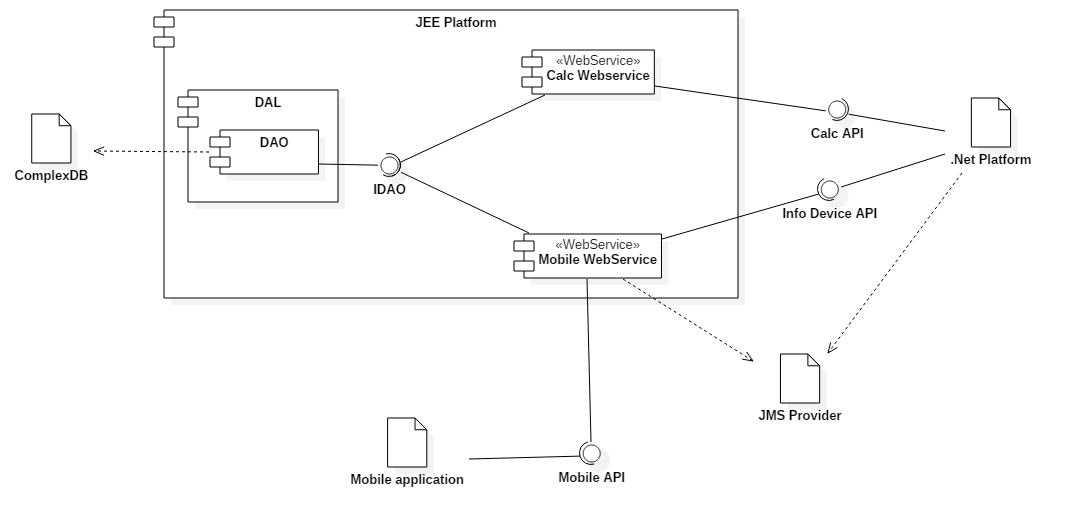 JEE Platform
«WebService»
Calc Webservice
DAL
DAO
Calc API
ComplexDB
IDAO
.Net Platform
Info Device API
«WebService»
Mobile WebService
JMS Provider
Mobile application
Mobile API